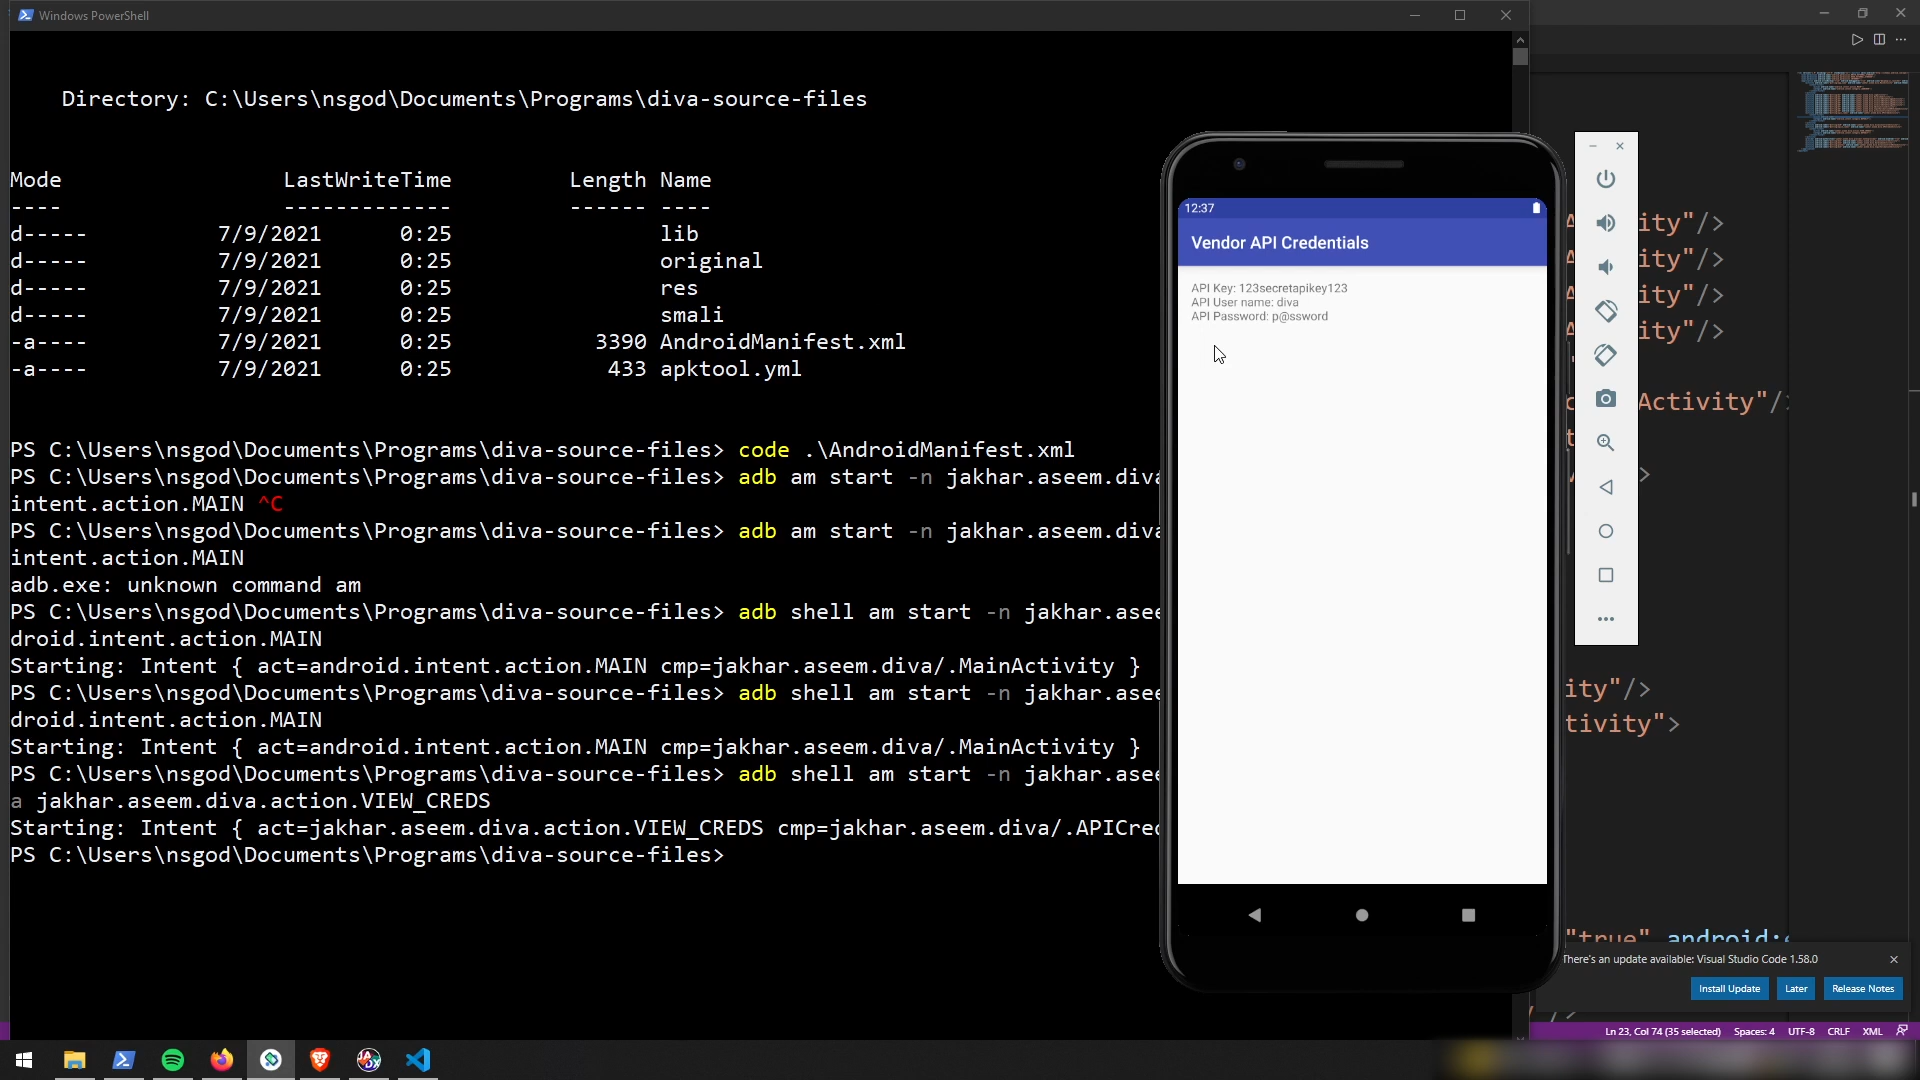 Windows PowerShell
Directory: C:\Users\nsgod\Documents\Programs\diva-source-files
Mode LastWriteTime Length Name
---- ------------- ------ ----
d----- 7/9/2021 0:25 lib
d----- 7/9/2021 0:25 original
d----- 7/9/2021 0:25 res
d----- 7/9/2021 0:25 smali
-a---- 7/9/2021 0:25 3390 AndroidManifest.xml
-a---- 7/9/2021 0:25 433 apktool.yml
PS C:\Users\nsgod\Documents\Programs\diva-source-files> code .\AndroidManifest.xml
PS C:\Users\nsgod\Documents\Programs\diva-source-files> adb am start -n jakhar.aseem.diva
intent.action.MAIN ^C
PS C:\Users\nsgod\Documents\Programs\diva-source-files> adb am start -n jakhar.aseem.diva
intent.action.MAIN
adb.exe: unknown command am
PS C:\Users\nsgod\Documents\Programs\diva-source-files> adb shell am start -n jakhar.asee
droid.intent.action.MAIN
Starting: Intent { act=android.intent.action.MAIN cmp=jakhar.aseem.diva/.MainActivity }
PS C:\Users\nsgod\Documents\Programs\diva-source-files> adb shell am start -n jakhar.asee
droid.intent.action.MAIN
Starting: Intent { act=android.intent.action.MAIN cmp=jakhar.aseem.diva/.MainActivity }
PS C:\Users\nsgod\Documents\Programs\diva-source-files> adb shell am start -n jakhar.asee
a jakhar.aseem.diva.action.VIEW_CREDS
Starting: Intent { act=jakhar.aseem.diva.action.VIEW_CREDS cmp=jakhar.aseem.diva/.APICre
PS C:\Users\nsgod\Documents\Programs\diva-source-files>
12:37
Vendor API Credentials
API Key: 123secretapikey123
API User name: diva
API Password: p@ssword
ity"/>
ity"/>
ity"/>
ity"/>
Activity"/>
>
ity"/>
tivity">
"true" android:
There's an update available: Visual Studio Code 1.58.0
Install Update Later Release Notes
Ln 23, Col 74 (35 selected) Spaces: 4 UTF-8 CRLF XML